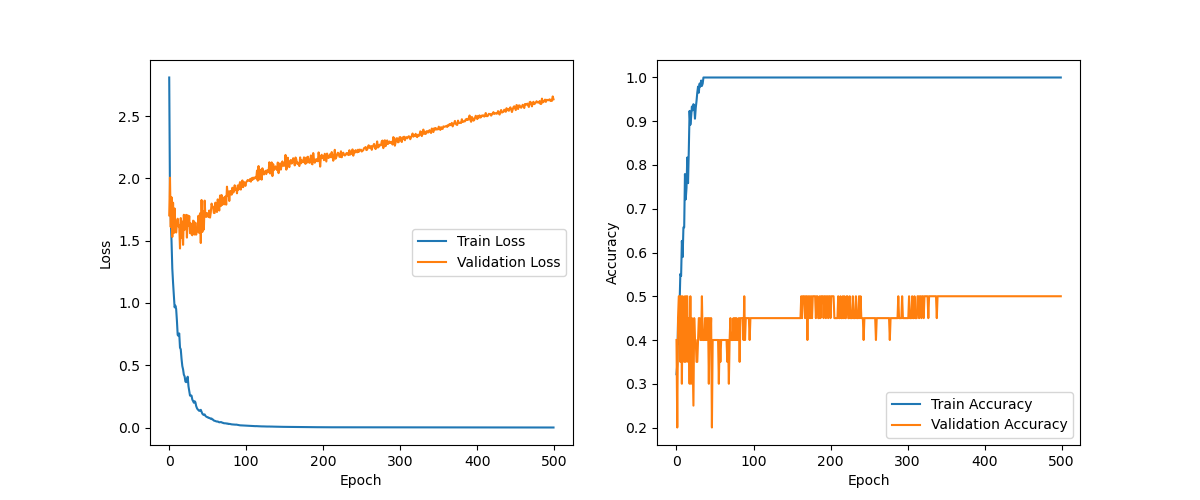 2.5
2.0
1.5
1.0
0.5
0.0
Loss
Train Loss
Validation Loss
0 100 200 300 400 500
Epoch
1.0
0.9
0.8
0.7
0.6
0.5
0.4
0.3
0.2
Accuracy
Train Accuracy
Validation Accuracy
0 100 200 300 400 500
Epoch